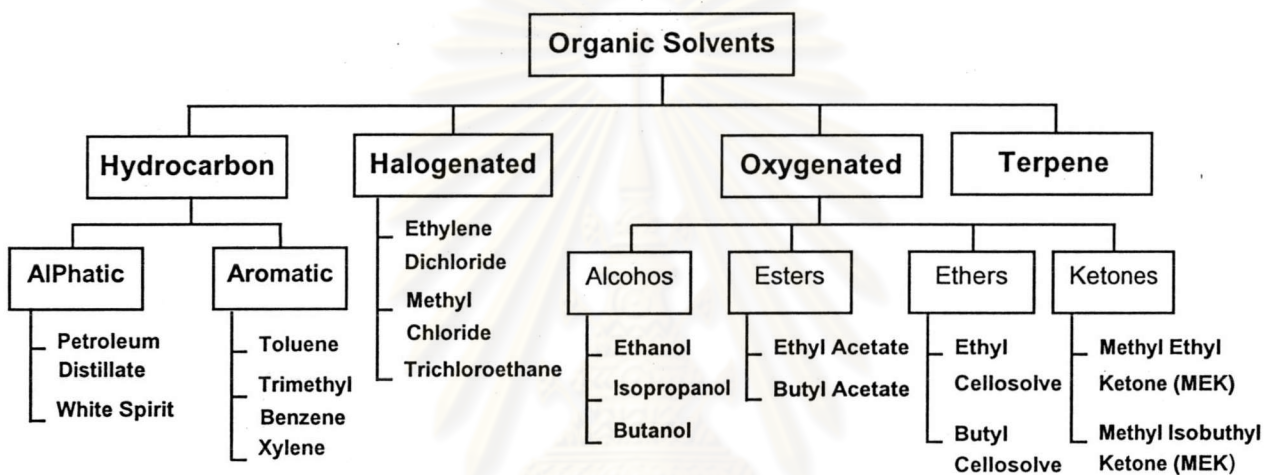 Organic Solvents
Hydrocarbon
Halogenated
Oxygenated
Terpene
AlPhatic
Aromatic
Petroleum
Distillate
White Spirit
Toluene
Trimethyl
Benzene
Xylene
Ethylene
Dichloride
Methyl
Chloride
Trichloroethane
Alcohos
Esters
Ethers
Ketones
Ethanol
Isopropanol
Butanol
Ethyl Acetate
Butyl Acetate
Ethyl
Cellosolve
Butyl
Cellosolve
Methyl Ethyl
Ketone (MEK)
Methyl Isobuthyl
Ketone (MEK)